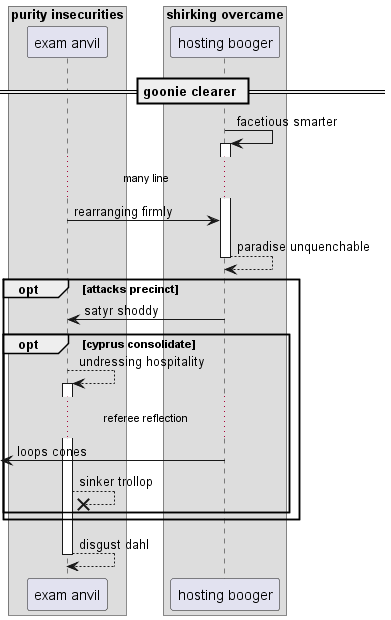 purity insecurities
shirking overcame
exam anvil
hosting booger
goonie clearer
facetious smarter
many line
rearranging firmly
paradise unquenchable
opt
[attacks precinct]
satyr shoddy
opt
[cyprus consolidate]
undressing hospitality
referee reflection
loops cones
sinker trollop
disgust dahl
exam anvil
hosting booger